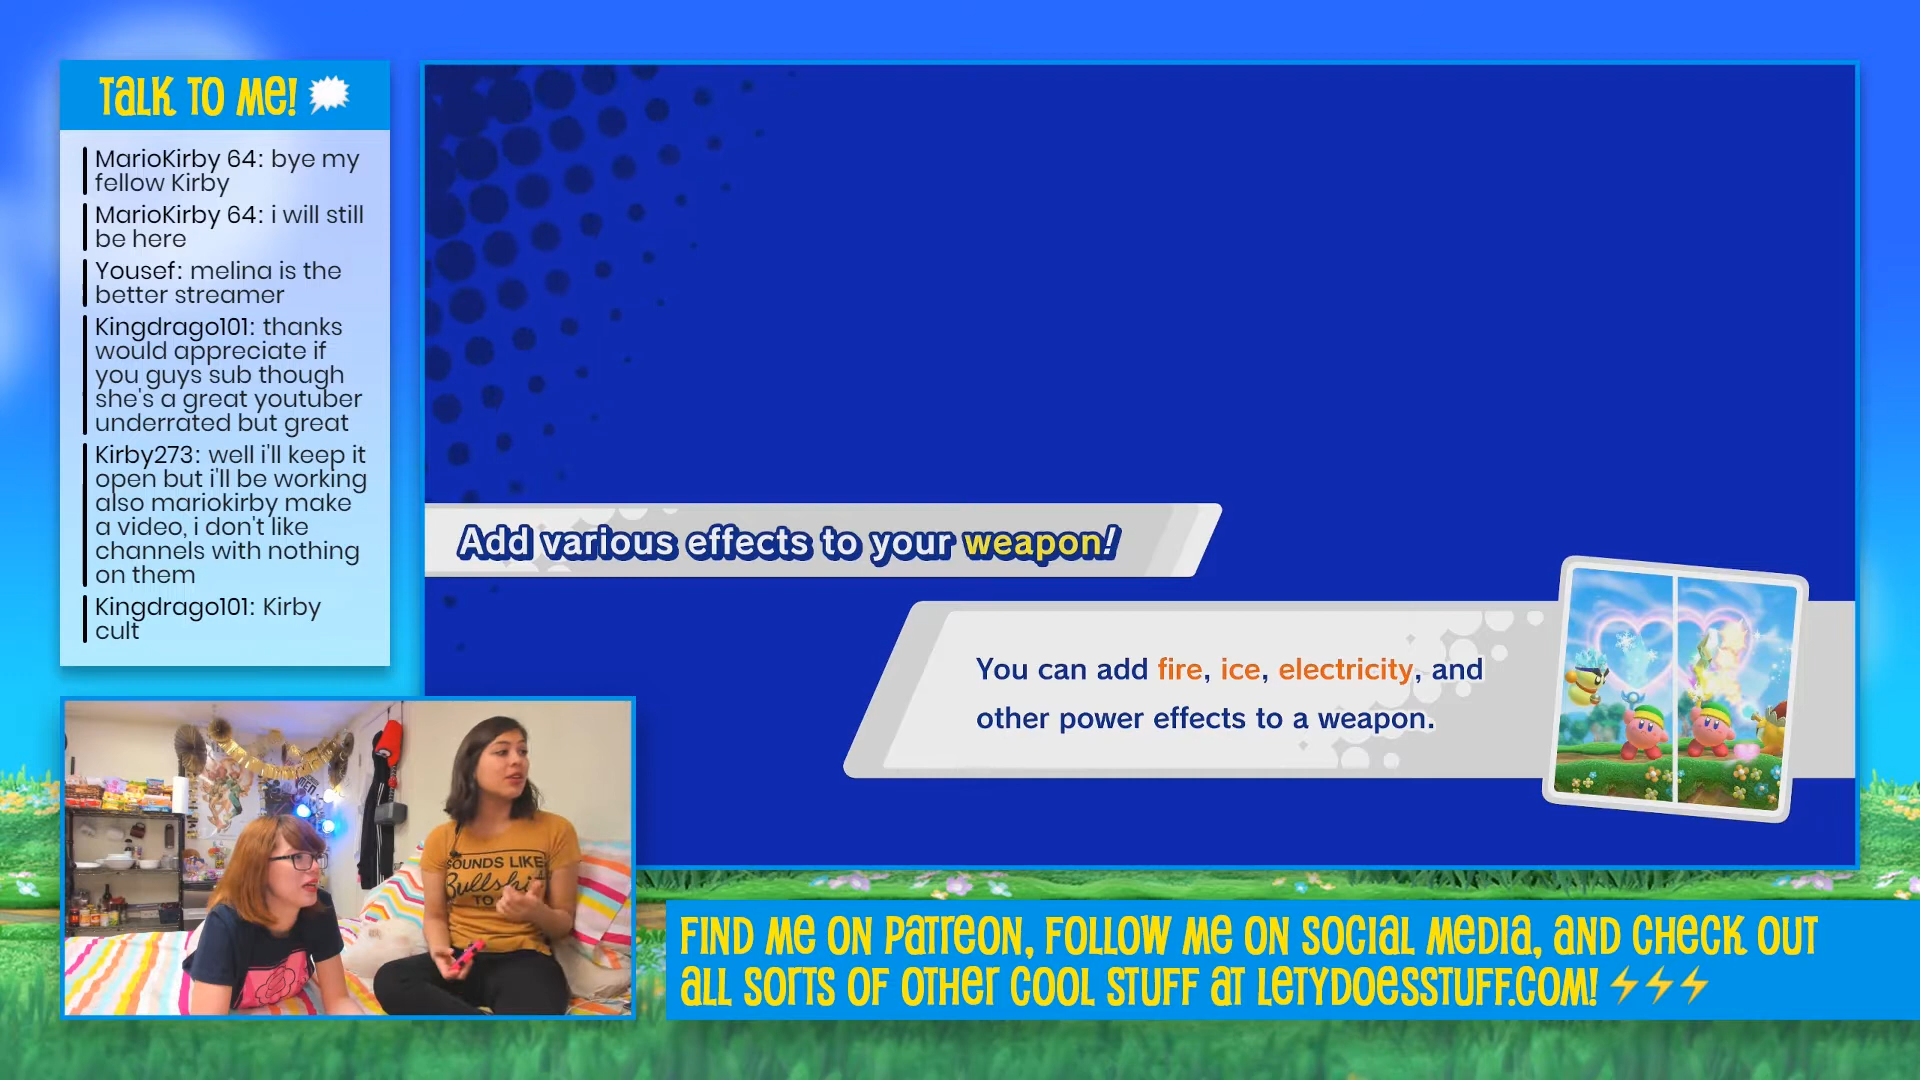 TALK TO ME!
MarioKirby 64: bye my
fellow Kirby
MarioKirby 64: i will still
be here
Yousef: melina is the
better streamer
Kingdrago101: thanks
would appreciate if
you guys sub though
she's a great youtuber
underrated but great
Kirby273: well i'll keep it
open but i'll be working
also mariokirby make
a video, i don't like
channels with nothing
on them
Kingdrago101: Kirby
cult
Add various effects to your weapon!
You can add fire, ice, electricity, and
other power effects to a weapon.
SOUNDS LIKE
Bullshit
TO
FIND ME ON PATREON, FOLLOW ME ON SOCIAL MEDIA, AND CHECK OUT
ALL SORTS OF OTHER COOL STUFF AT LETYDOESSTUFF.COM! ⚡⚡⚡